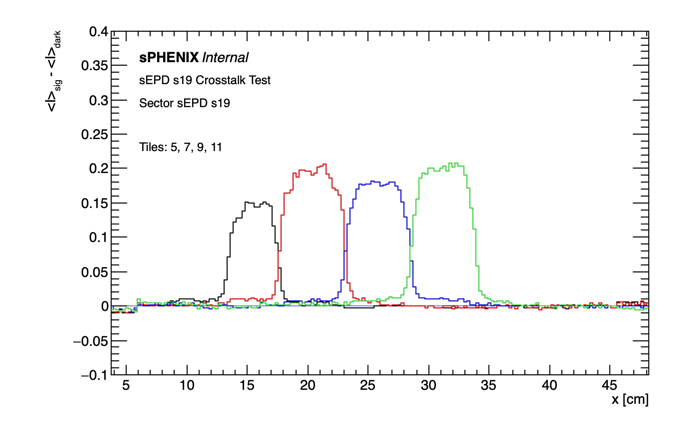 <I>sig - <I>dark
0.4
0.35
0.3
0.25
0.2
0.15
0.1
0.05
0
−0.05
−0.1
sPHENIX Internal
sEPD s19 Crosstalk Test
Sector sEPD s19
Tiles: 5, 7, 9, 11
5 10 15 20 25 30 35 40 45
x [cm]